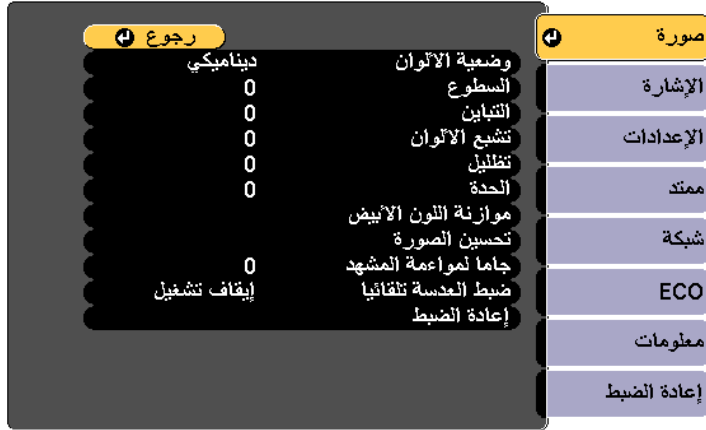 صورة
الإشارة
الإعدادات
ممتد
شبكة
ECO
معلومات
إعادة الضبط
رجوع
وضعية الألوان ديناميكي
السطوع 0
التباين 0
تشبع الألوان 0
تظليل 0
الحدة 0
موازنة اللون الأبيض
تحسين الصورة
جاما لمواءمة المشهد 0
ضبط العدسة تلقائيا إيقاف تشغيل
إعادة الضبط